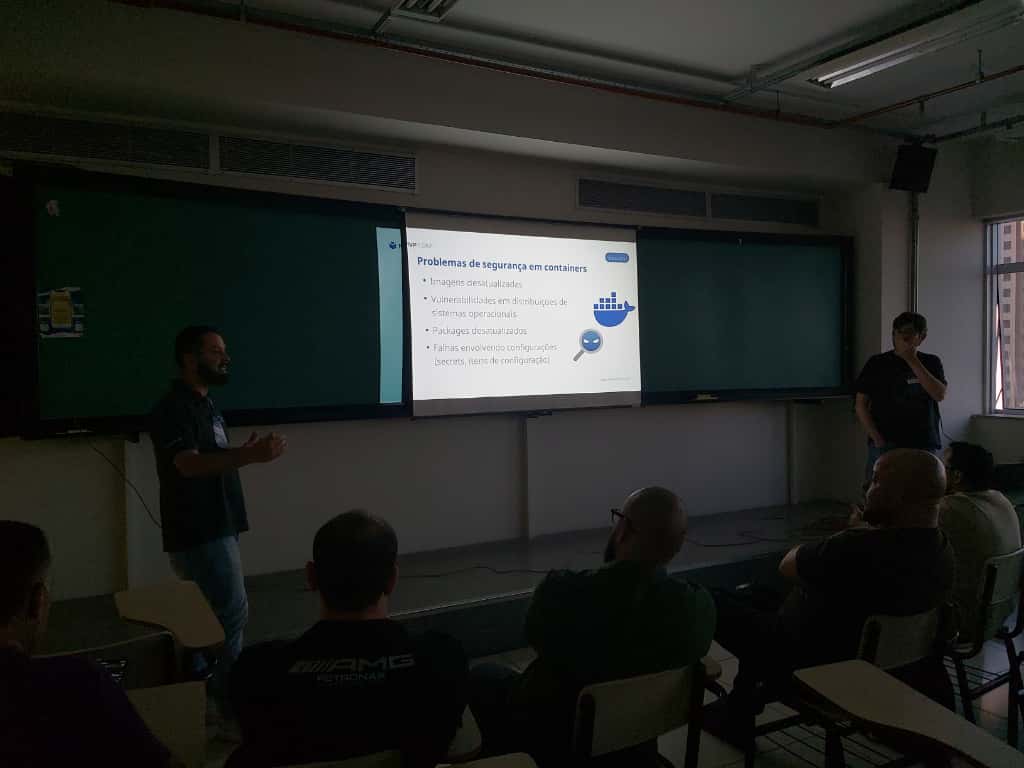 Problemas de segurança em containers
• Imagens desatualizadas
• Vulnerabilidades em distribuições de
sistemas operacionais
• Packages desatualizados
• Falhas envolvendo configurações
(secrets, itens de configuração)
AMG
PETRONAS